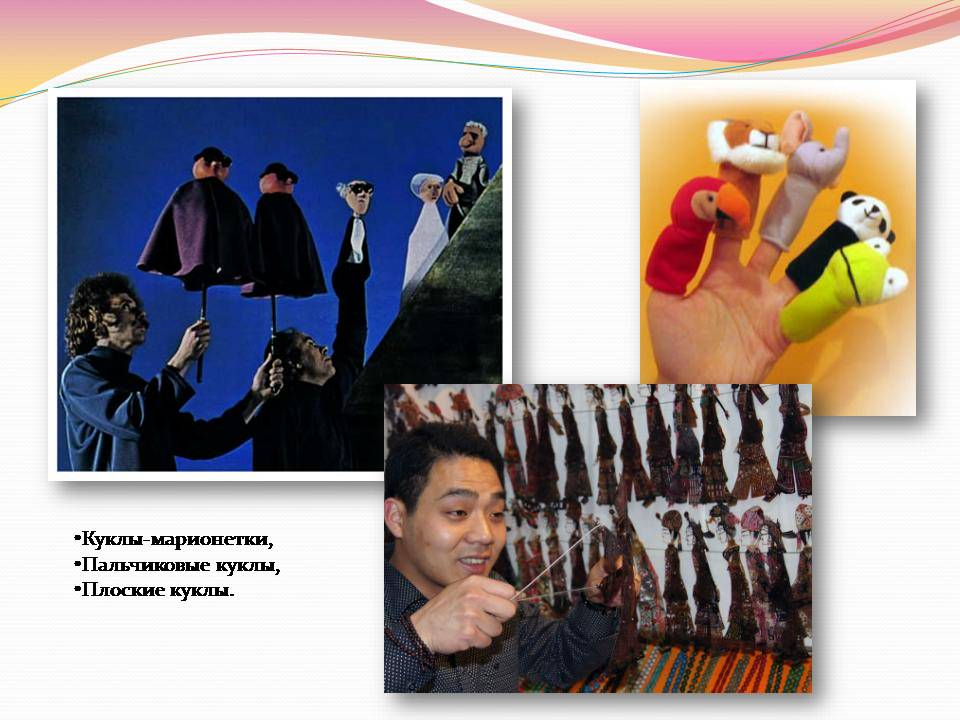 •Куклы-марионетки,
•Пальчиковые куклы,
•Плоские куклы.